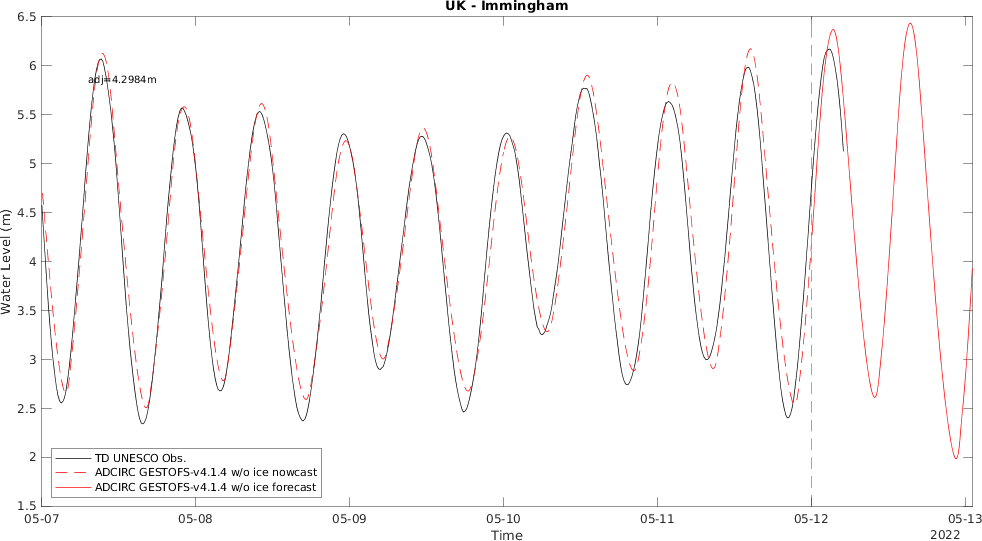 UK - Immingham
6.5
6
5.5
5
4.5
4
3.5
3
2.5
2
1.5
Water Level (m)
adj=4.2984m
TD UNESCO Obs.
ADCIRC GESTOFS-v4.1.4 w/o ice nowcast
ADCIRC GESTOFS-v4.1.4 w/o ice forecast
05-07 05-08 05-09 05-10 05-11 05-12 05-13
Time
2022